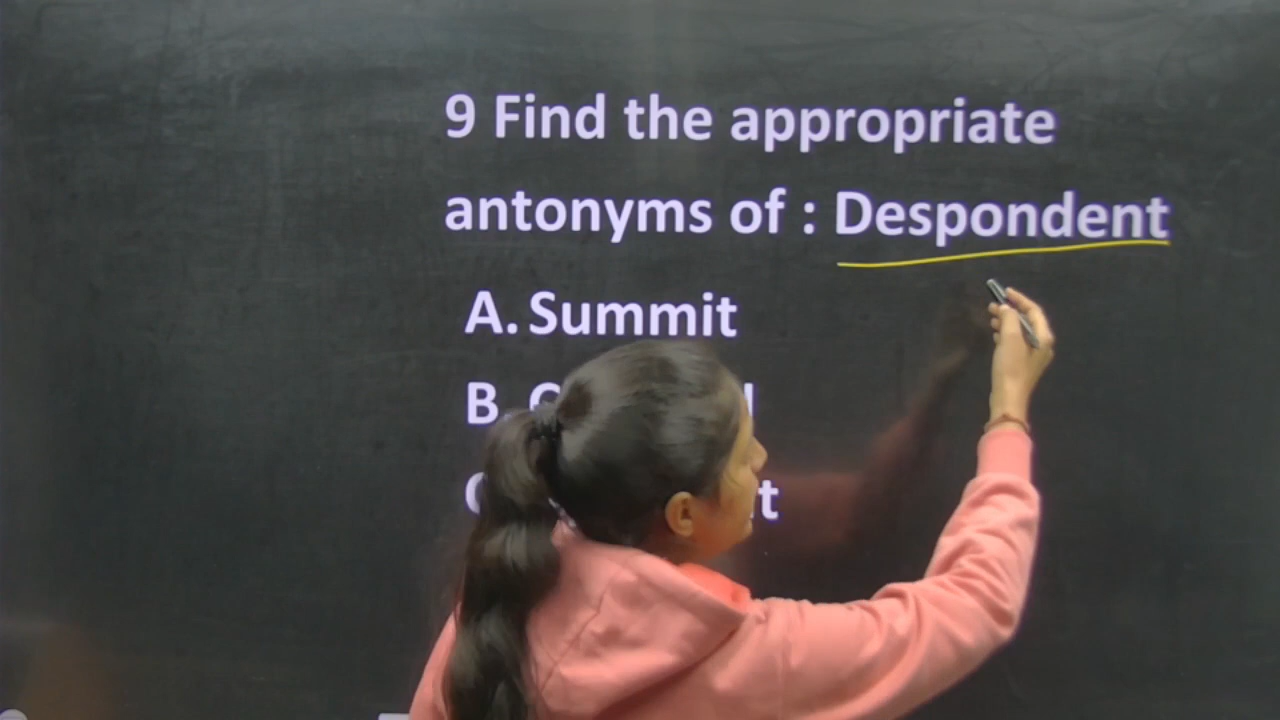 9 Find the appropriate
antonyms of : Despondent
A. Summit
B.